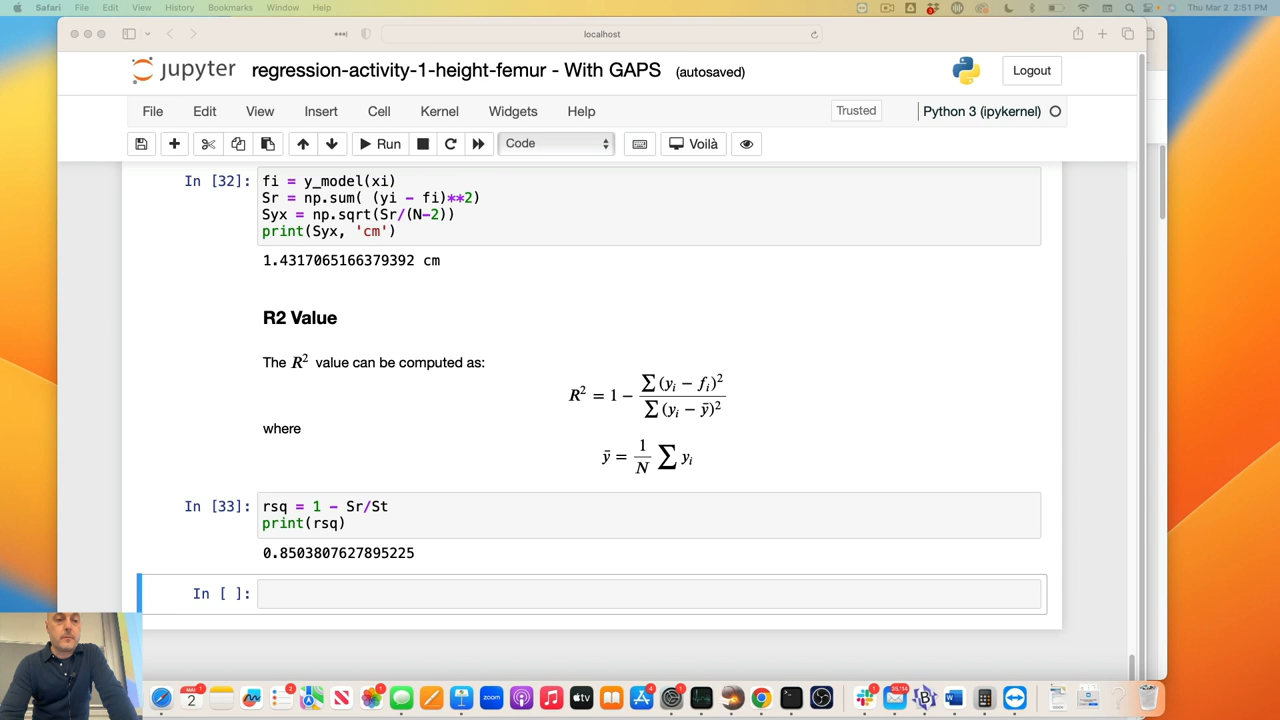 Safari File Edit View History Bookmarks Window Help Thu Mar 2 2:51 PM
localhost
jupyter regression-activity-1-height-femur - With GAPS (autosaved) Logout
File Edit View Insert Cell Kernel Widgets Help Trusted Python 3 (ipykernel)
Run Code Voilà
In [32]: fi = y_model(xi)
Sr = np.sum( (yi - fi)**2)
Syx = np.sqrt(Sr/(N-2))
print(Syx, 'cm')
1.4317065166379392 cm
R2 Value
The R² value can be computed as:
R² = 1 − ∑(yᵢ − fᵢ)² / ∑(yᵢ − ȳ)²
where
ȳ = 1/N ∑ yᵢ
In [33]: rsq = 1 - Sr/St
print(rsq)
0.8503807627895225
In [ ]:
zoom
tv